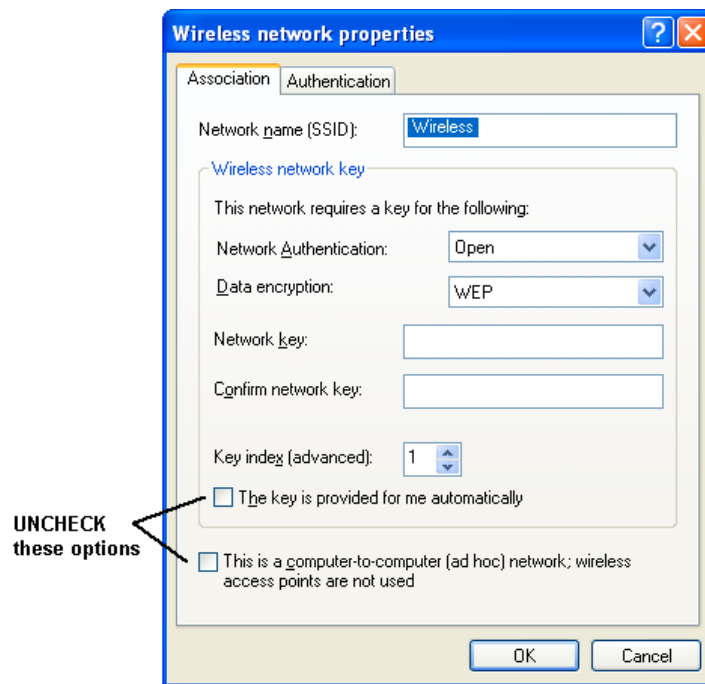 Wireless network properties
Association Authentication
Network name (SSID): Wireless
Wireless network key
This network requires a key for the following:
Network Authentication: Open
Data encryption: WEP
Network key:
Confirm network key:
Key index (advanced): 1
The key is provided for me automatically
UNCHECK
these options
This is a computer-to-computer (ad hoc) network; wireless
access points are not used
OK Cancel